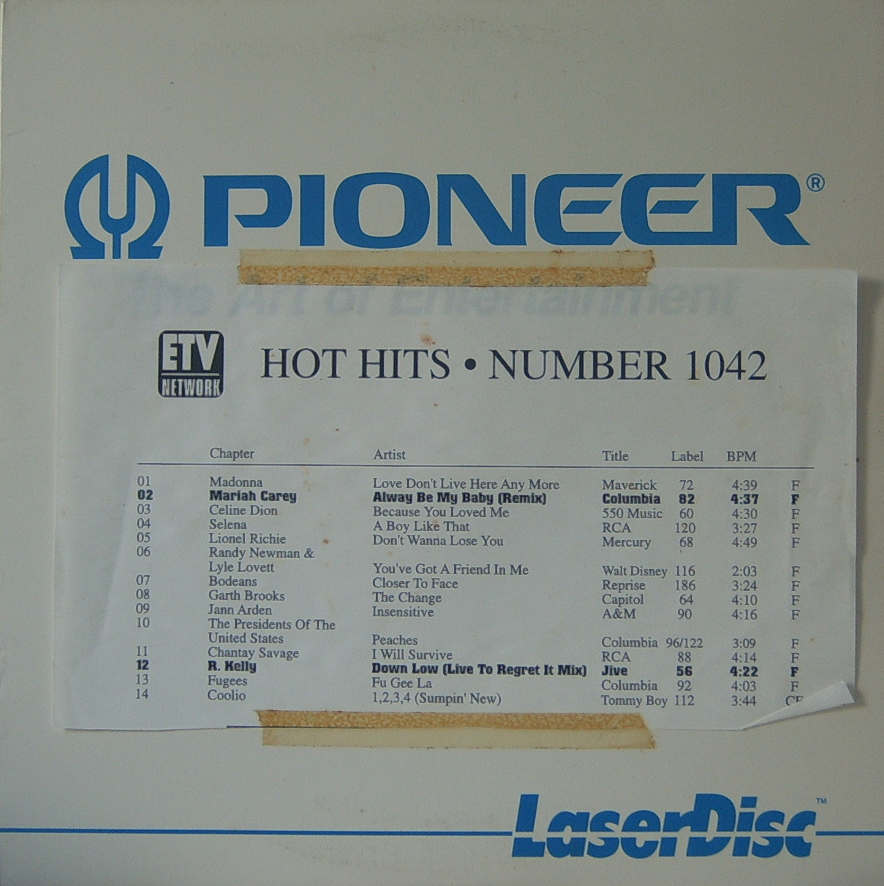 PIONEER®
The Art of Entertainment
ETV
NETWORK
HOT HITS • NUMBER 1042
Chapter Artist Title Label BPM
01 Madonna Love Don't Live Here Any More Maverick 72 4:39 F
02 Mariah Carey Alway Be My Baby (Remix) Columbia 82 4:37 F
03 Celine Dion Because You Loved Me 550 Music 60 4:30 F
04 Selena A Boy Like That RCA 120 3:27 F
05 Lionel Richie Don't Wanna Lose You Mercury 68 4:49 F
06 Randy Newman &
Lyle Lovett You've Got A Friend In Me Walt Disney 116 2:03 F
07 Bodeans Closer To Face Reprise 186 3:24 F
08 Garth Brooks The Change Capitol 64 4:10 F
09 Jann Arden Insensitive A&M 90 4:16 F
10 The Presidents Of The
United States Peaches Columbia 96/122 3:09 F
11 Chantay Savage I Will Survive RCA 88 4:14 F
12 R. Kelly Down Low (Live To Regret It Mix) Jive 56 4:22 F
13 Fugees Fu Gee La Columbia 92 4:03 F
14 Coolio 1,2,3,4 (Sumpin' New) Tommy Boy 112 3:44 CF
LaserDisc™